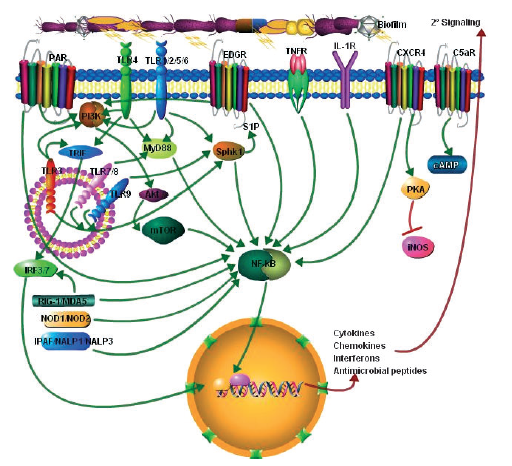 Biofilm
2° Signaling
PAR
TLR4
TLR1/2/5/6
EDGR
TNFR
IL-1R
CXCR4
C5aR
PI3K
S1P
TRIF
MyD88
Sphk1
cAMP
TLR3
TLR7/8
TLR9
Akt
PKA
mTOR
iNOS
IRF3,7
NF-KB
RIG-1/MDA5
NOD1/NOD2
IPAF/NALP1/NALP3
Cytokines
Chemokines
Interferons
Antimicrobial peptides